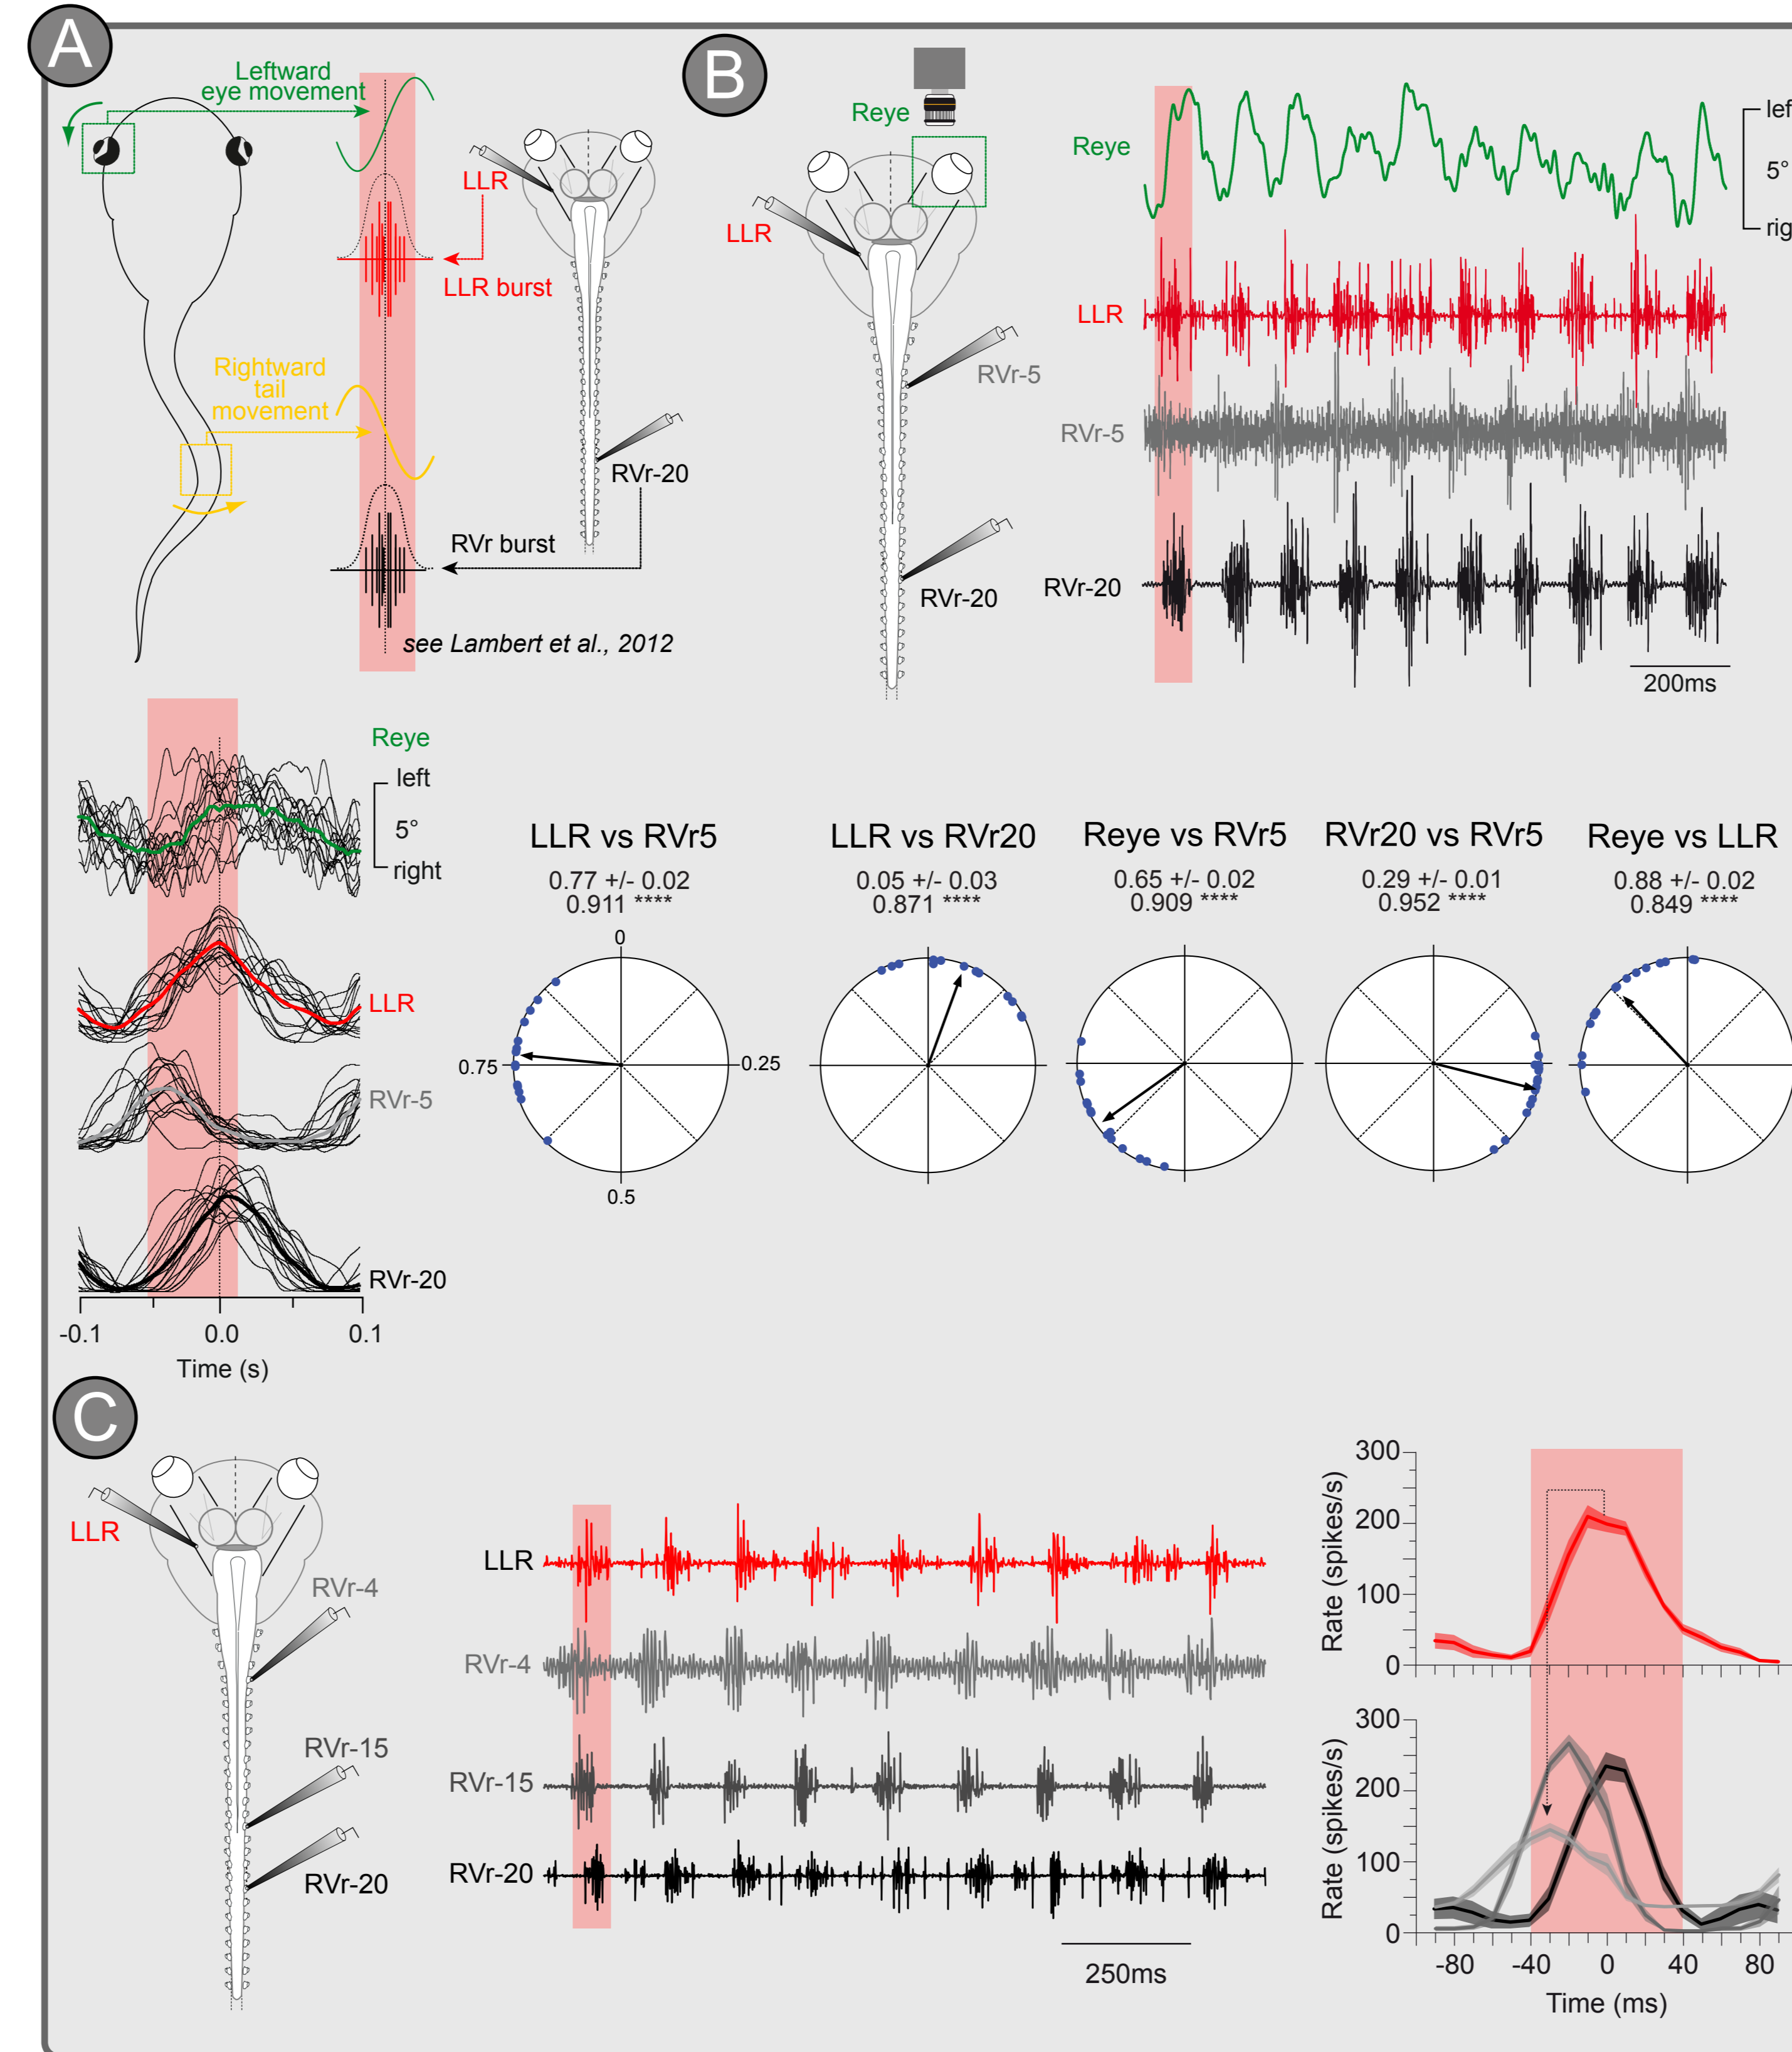 A
Leftward
eye movement
LLR
LLR burst
Rightward
tail
movement
RVr-20
RVr burst
see Lambert et al., 2012
B
Reye
LLR
RVr-5
RVr-20
Reye
left
5°
LLR
RVr-5
RVr-20
200ms
Reye
left
5°
right
LLR
RVr-5
RVr-20
-0.1
0.0
0.1
Time (s)
LLR vs RVr5
0.77 +/- 0.02
0.911 ****
0
0.75
0.25
0.5
LLR vs RVr20
0.05 +/- 0.03
0.871 ****
Reye vs RVr5
0.65 +/- 0.02
0.909 ****
RVr20 vs RVr5
0.29 +/- 0.01
0.952 ****
Reye vs LLR
0.88 +/- 0.02
0.849 ****
C
LLR
RVr-4
RVr-15
RVr-20
LLR
RVr-4
RVr-15
RVr-20
250ms
Rate (spikes/s)
300
200
100
0
Rate (spikes/s)
300
200
100
0
-80
-40
0
40
80
Time (ms)